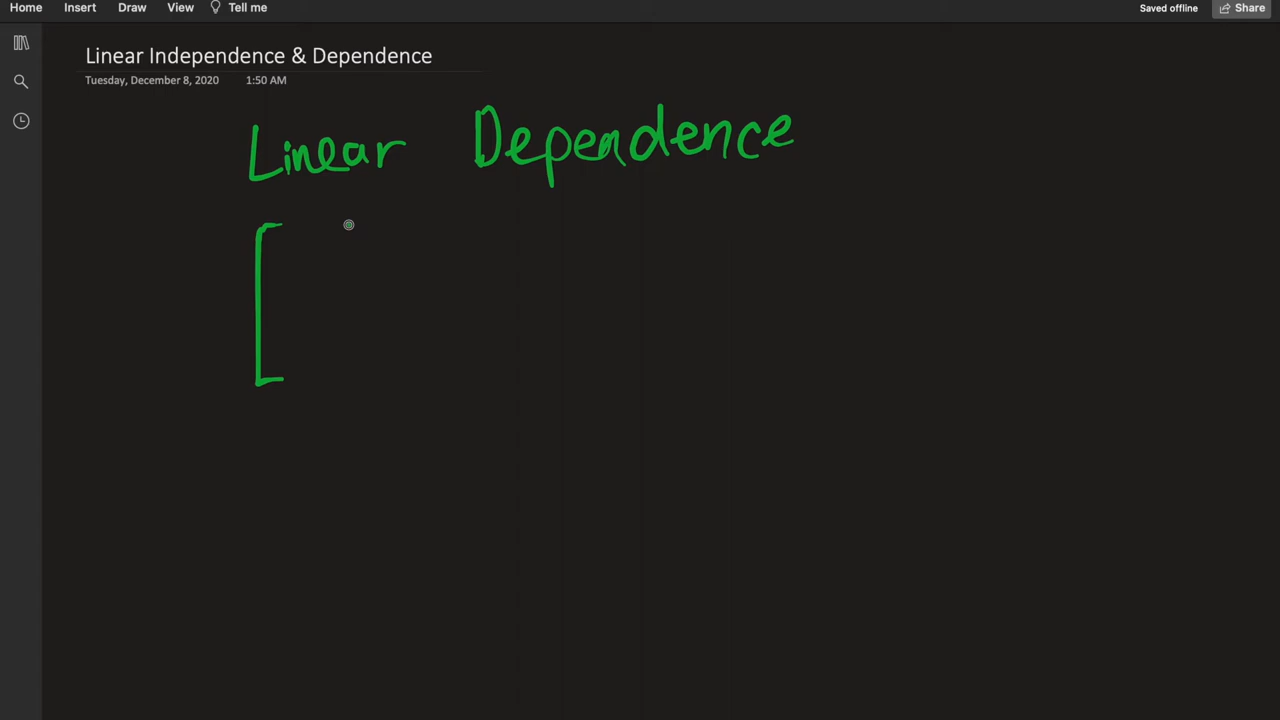 Home Insert Draw View Tell me Saved offline Share
Linear Independence & Dependence
Tuesday, December 8, 2020 1:50 AM
Linear Dependence
[